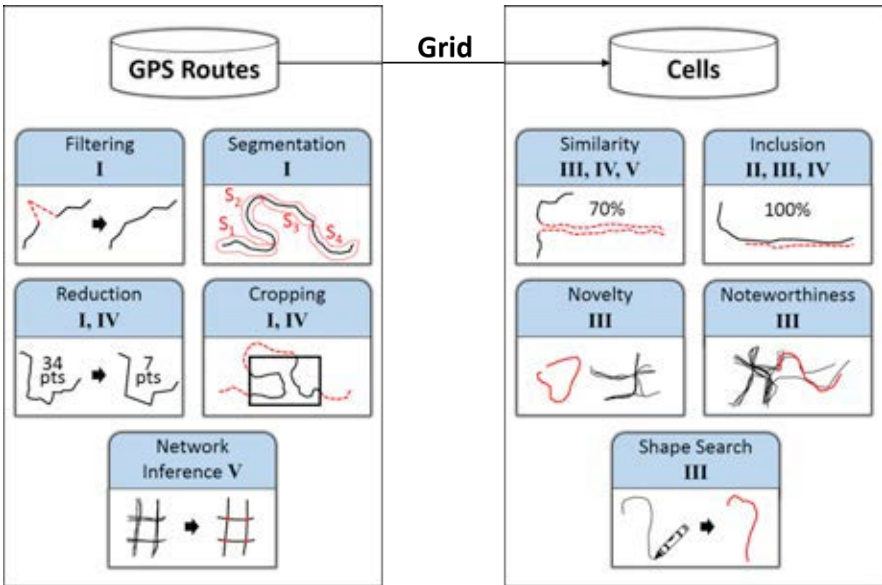 Grid
GPS Routes
Filtering
I
Segmentation
I
S1
S2
S3
S4
Reduction
I, IV
34
pts
7
pts
Cropping
I, IV
Network
Inference V
Cells
Similarity
III, IV, V
70%
Inclusion
II, III, IV
100%
Novelty
III
Noteworthiness
III
Shape Search
III